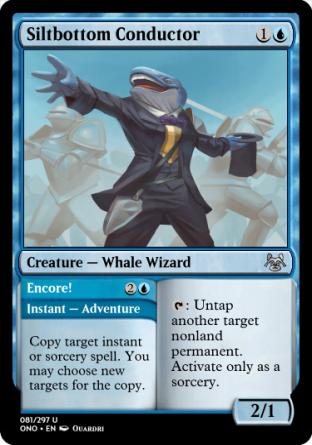 Siltbottom Conductor 1
Creature — Whale Wizard
Encore! 2
Instant — Adventure
Copy target instant
or sorcery spell. You
may choose new
targets for the copy.
: Untap
another target
nonland
permanent.
Activate only as a
sorcery.
2/1
081/297 U
ONO • EN Quardri